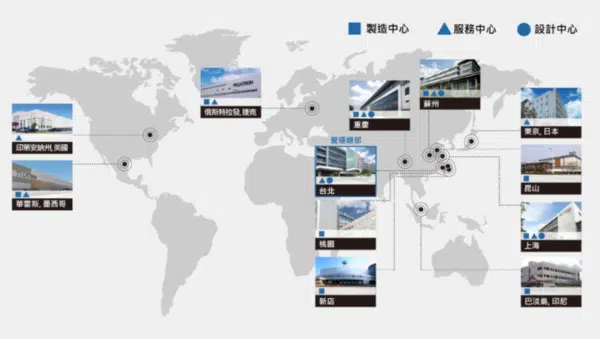 製造中心
服務中心
設計中心
PEGATRON
俄斯特拉發, 捷克
重慶
蘇州
印第安納州, 美國
東京, 日本
營運總部
台北
昆山
華雷斯, 墨西哥
桃園
上海
新店
巴淡島, 印尼